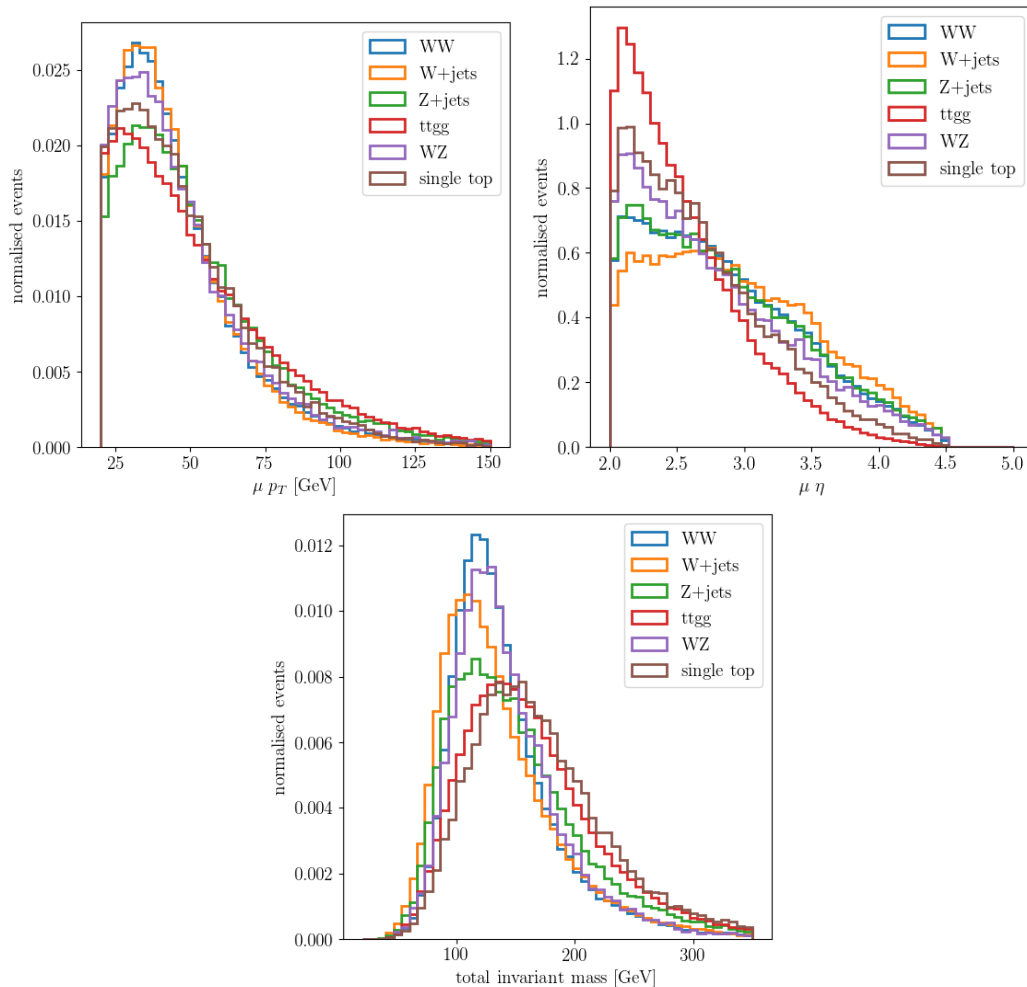 0.025
0.020
0.015
0.010
0.005
0.000
normalised events
25
50
75
100
125
150
μ p_T [GeV]
WW
W+jets
Z+jets
ttgg
WZ
single top
1.2
1.0
0.8
0.6
0.4
0.2
0.0
normalised events
2.0
2.5
3.0
3.5
4.0
4.5
5.0
μ η
WW
W+jets
Z+jets
ttgg
WZ
single top
0.012
0.010
0.008
0.006
0.004
0.002
0.000
normalised events
100
200
300
total invariant mass [GeV]
WW
W+jets
Z+jets
ttgg
WZ
single top